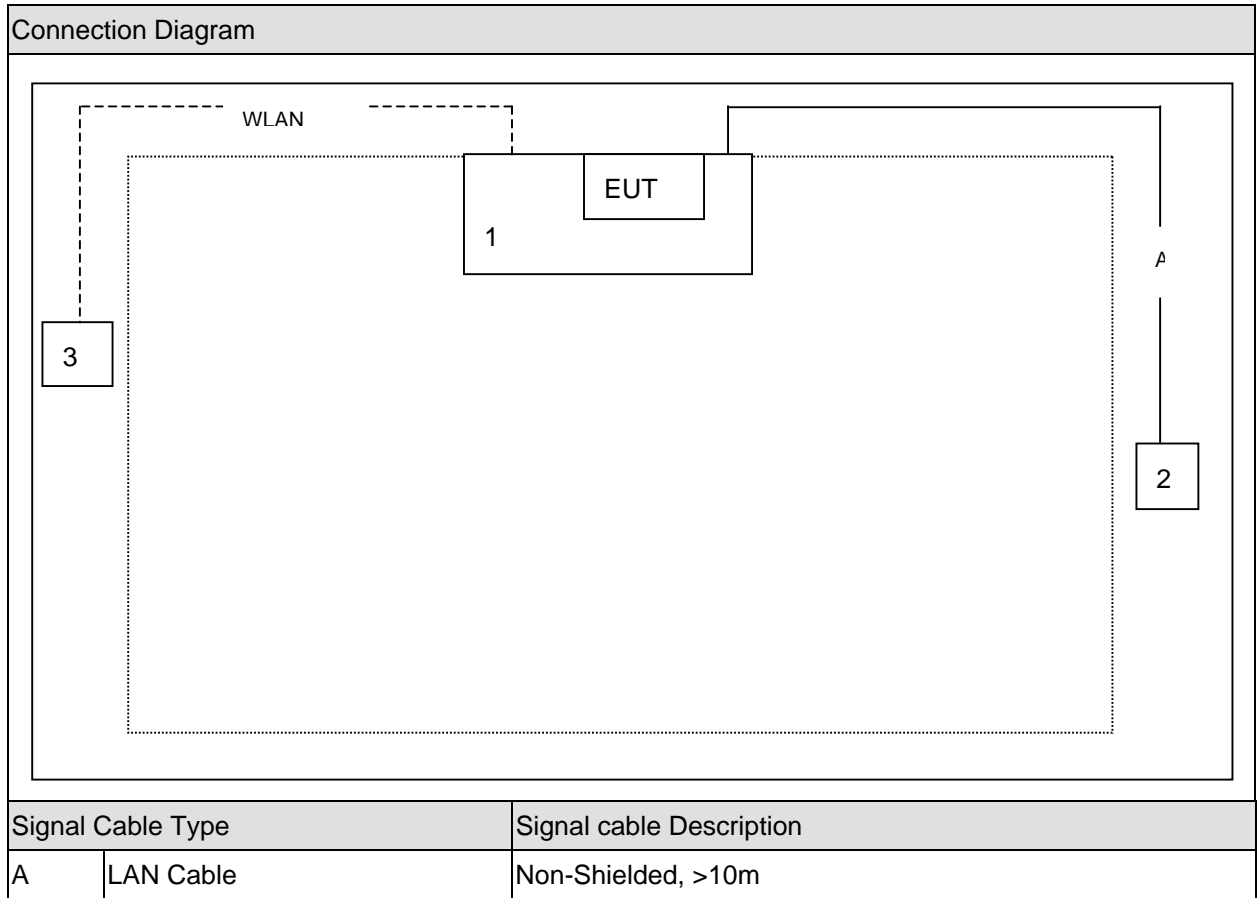 Connection Diagram
WLAN
EUT
1
A
3
2
Signal Cable Type Signal cable Description
A LAN Cable Non-Shielded, >10m